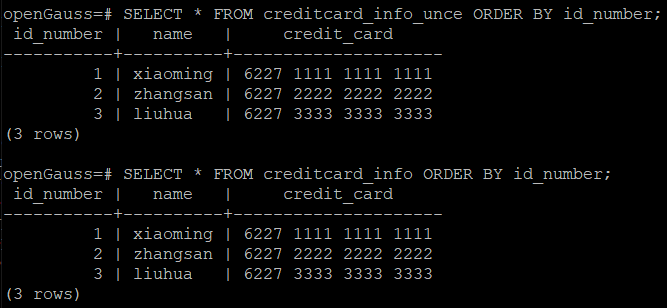 openGauss=# SELECT * FROM creditcard_info_unce ORDER BY id_number;
 id_number |   name   |     credit_card
-----------+----------+---------------------
         1 | xiaoming | 6227 1111 1111 1111
         2 | zhangsan | 6227 2222 2222 2222
         3 | liuhua   | 6227 3333 3333 3333
(3 rows)
openGauss=# SELECT * FROM creditcard_info ORDER BY id_number;
 id_number |   name   |     credit_card
-----------+----------+---------------------
         1 | xiaoming | 6227 1111 1111 1111
         2 | zhangsan | 6227 2222 2222 2222
         3 | liuhua   | 6227 3333 3333 3333
(3 rows)